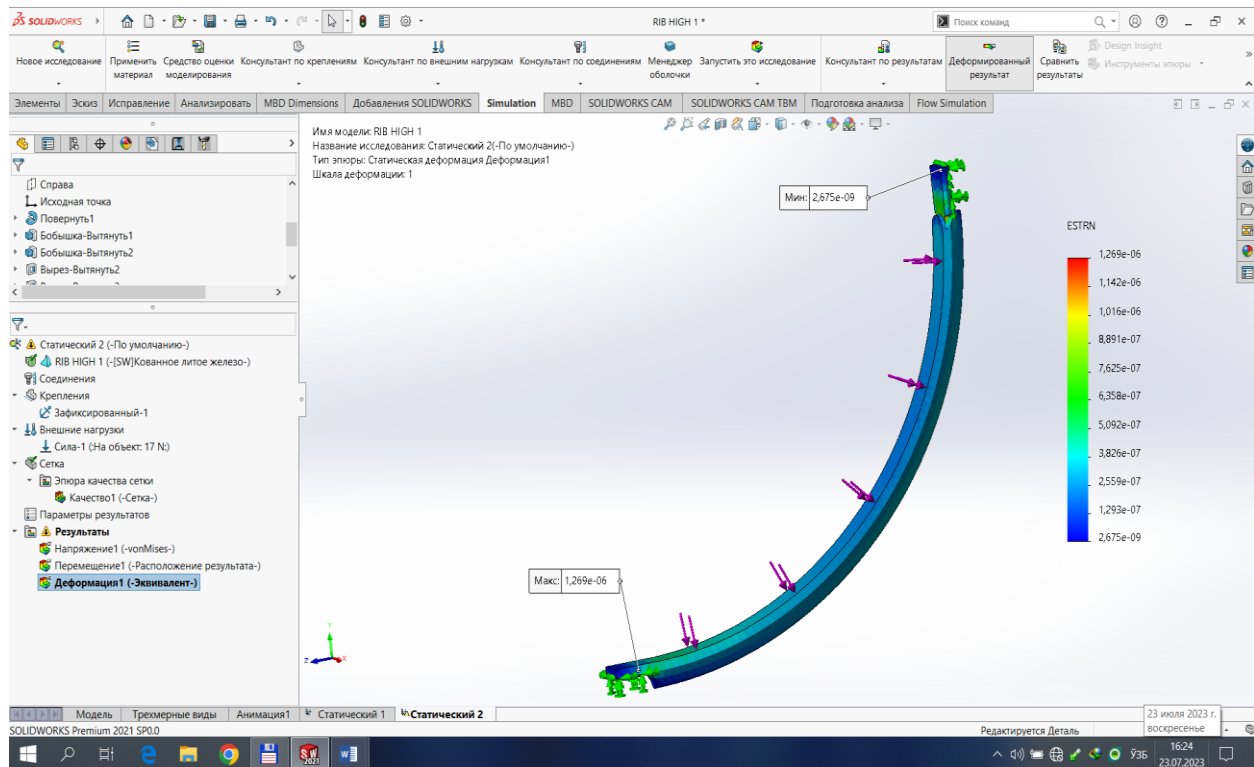 SOLIDWORKS
RIB HIGH 1 *
Поиск команд
Новое исследование
Применить материал
Средство оценки моделирования
Консультант по креплениям
Консультант по внешним нагрузкам
Консультант по соединениям
Менеджер оболочки
Запустить это исследование
Консультант по результатам
Деформированный результат
Сравнить результаты
Design Insight
Инструменты эпюры
Элементы
Эскиз
Исправление
Анализировать
MBD Dimensions
Добавления SOLIDWORKS
Simulation
MBD
SOLIDWORKS CAM
SOLIDWORKS CAM TBM
Подготовка анализа
Flow Simulation
Справа
Исходная точка
Повернуть1
Бобышка-Вытянуть1
Бобышка-Вытянуть2
Вырез-Вытянуть2
Статический 2 (-По умолчанию-)
RIB HIGH 1 (-[SW]Кованное литое железо-)
Соединения
Крепления
Зафиксированный-1
Внешние нагрузки
Сила-1 (:На объект: 17 N:)
Сетка
Эпюра качества сетки
Качество1 (-Сетка-)
Параметры результатов
Результаты
Напряжение1 (-vonMises-)
Перемещение1 (-Расположение результата-)
Деформация1 (-Эквивалент-)
Имя модели: RIB HIGH 1
Название исследования: Статический 2(-По умолчанию-)
Тип эпюры: Статическая деформация Деформация1
Шкала деформации: 1
Мин: 2,675e-09
Макс: 1,269e-06
ESTRN
1,269e-06
1,142e-06
1,016e-06
8,891e-07
7,625e-07
6,358e-07
5,092e-07
3,826e-07
2,559e-07
1,293e-07
2,675e-09
Y
Z
X
Модель
Трехмерные виды
Анимация1
Статический 1
Статический 2
SOLIDWORKS Premium 2021 SP0.0
Редактируется Деталь
23 июля 2023 г.
воскресенье
ЎЗБ
16:24
23.07.2023